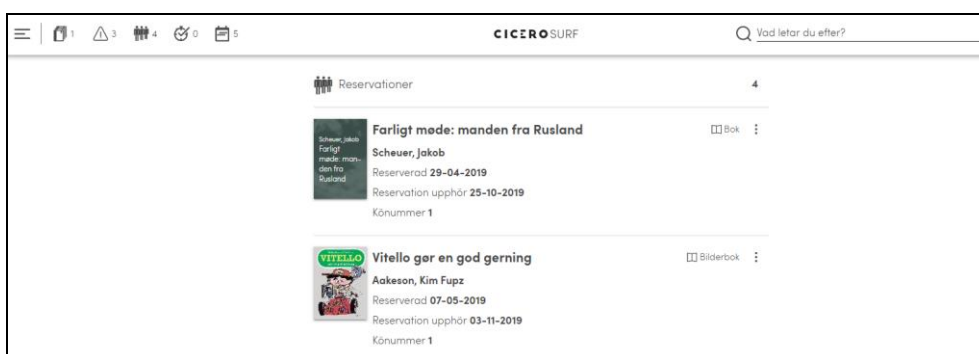 1 3 4 0 5 CICEROSURF Vad letar du efter?
Reservationer 4
Scheuer, Jakob
Farligt
møde: man-
den fra
Rusland
Farligt møde: manden fra Rusland Bok
Scheuer, Jakob
Reserverad 29-04-2019
Reservation upphör 25-10-2019
Könummer 1
VITELLO
Vitello gør en god gerning Bilderbok
Aakeson, Kim Fupz
Reserverad 07-05-2019
Reservation upphör 03-11-2019
Könummer 1